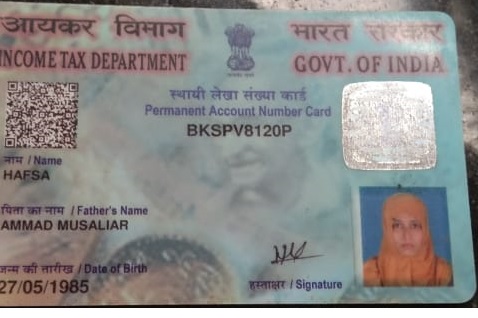 आयकर विभाग
INCOME TAX DEPARTMENT
भारत सरकार
GOVT. OF INDIA
स्थायी लेखा संख्या कार्ड
Permanent Account Number Card
BKSPV8120P
नाम / Name
HAFSA
पिता का नाम / Father's Name
AMMAD MUSALIAR
जन्म की तारीख / Date of Birth
27/05/1985
हस्ताक्षर / Signature